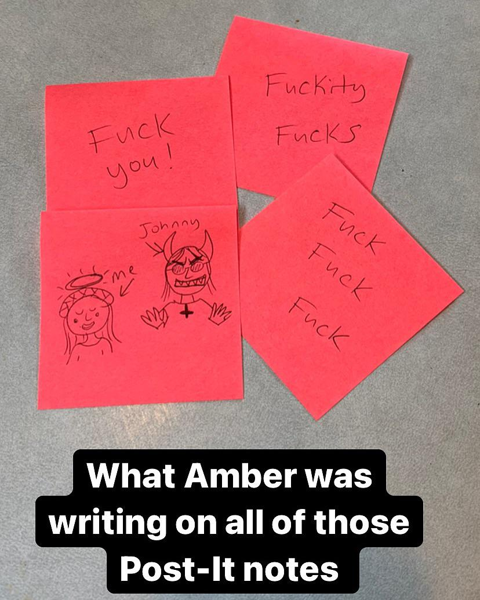 Fuckity
Fucks
Fuck
you!
Johnny
me
Fuck
Fuck
Fuck
What Amber was
writing on all of those
Post-It notes